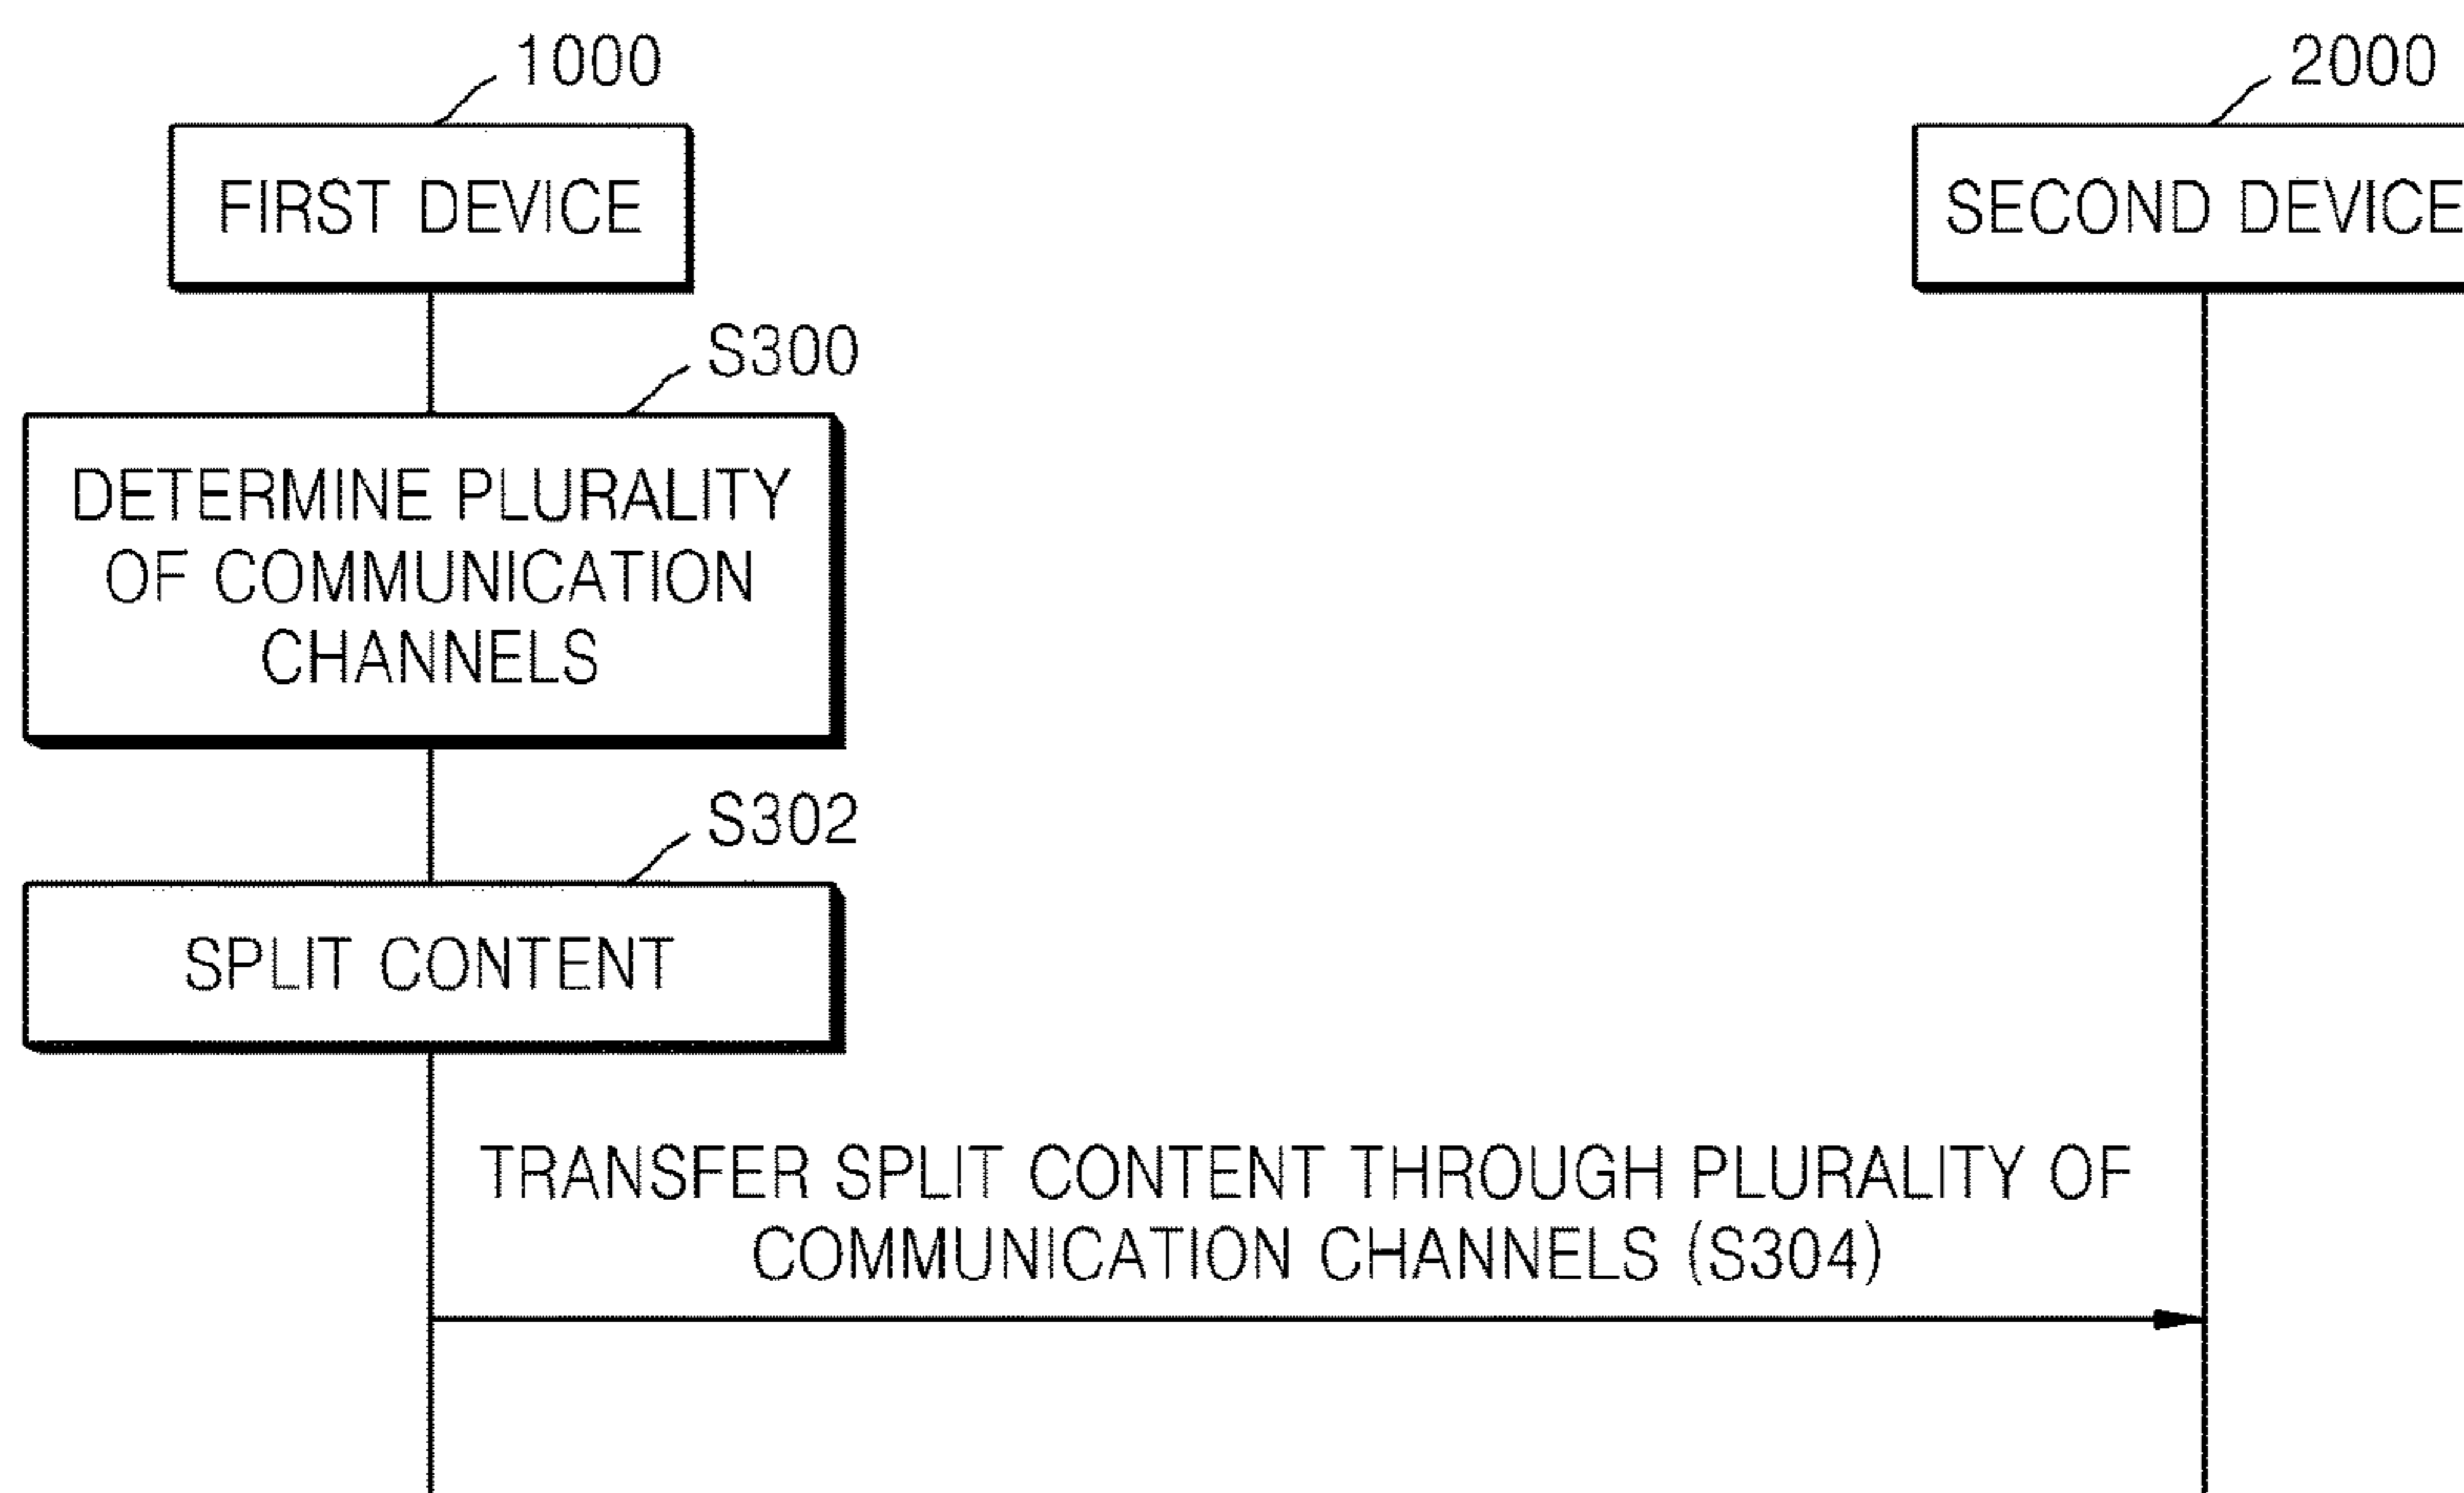 1000
2000
FIRST DEVICE
SECOND DEVICE
S300
DETERMINE PLURALITY
OF COMMUNICATION
CHANNELS
S302
SPLIT CONTENT
TRANSFER SPLIT CONTENT THROUGH PLURALITY OF
COMMUNICATION CHANNELS (S304)